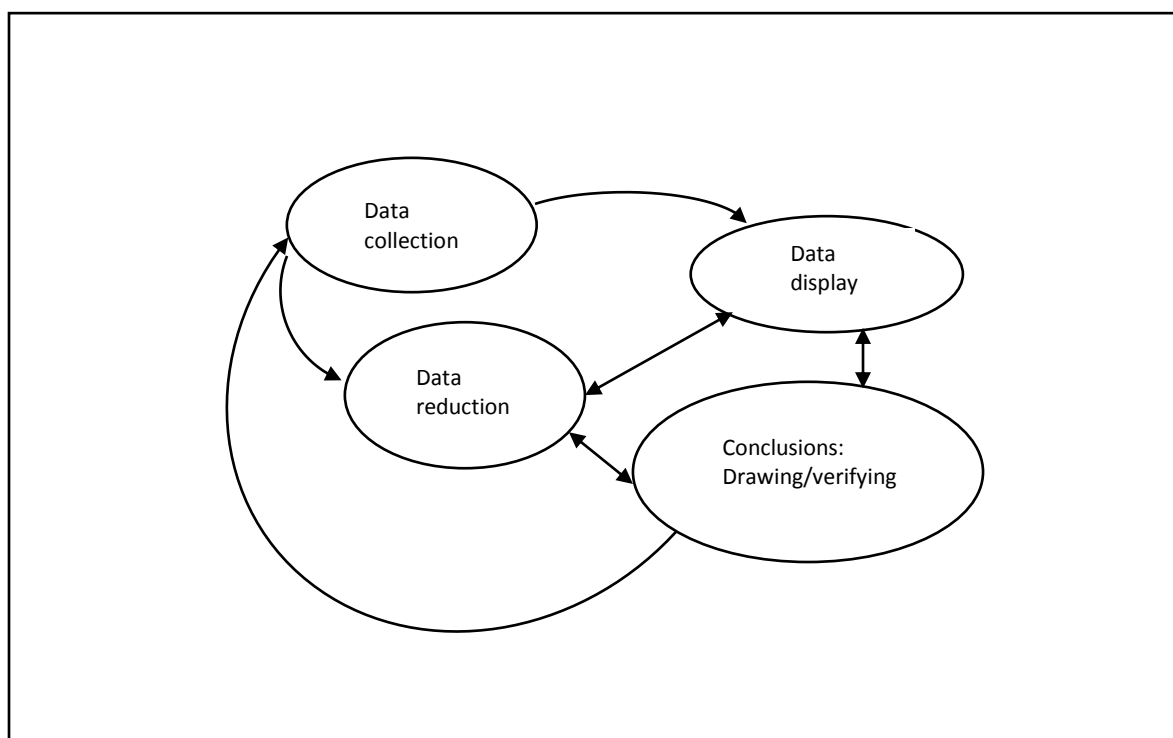 Data
collection
Data
display
Data
reduction
Conclusions:
Drawing/verifying